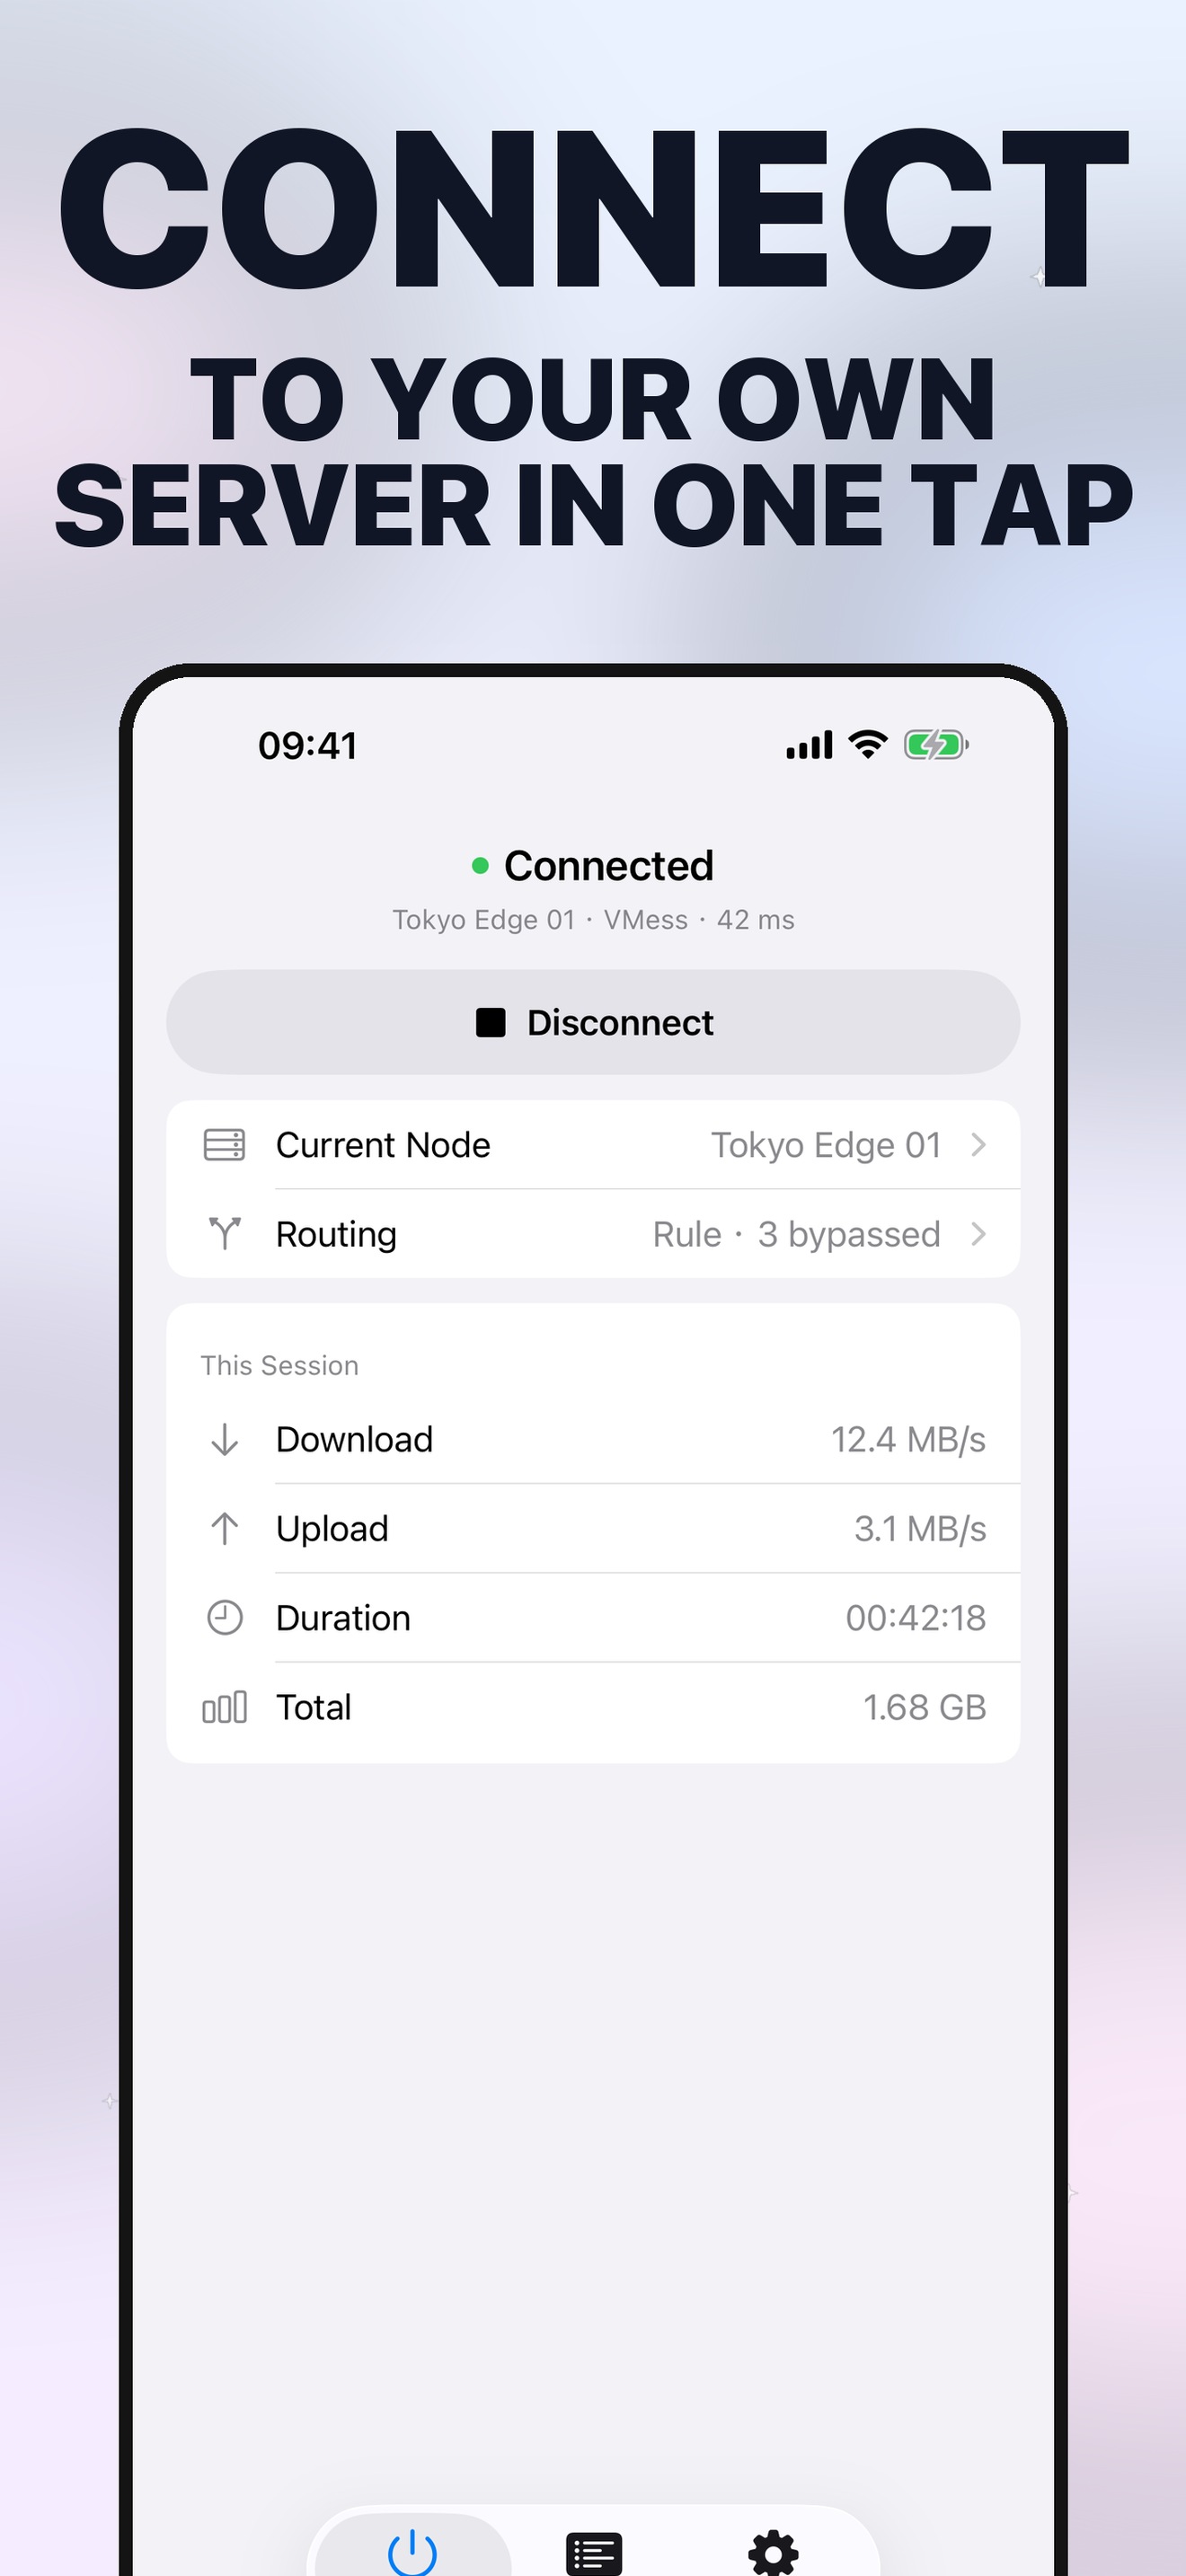 CONNECT
TO YOUR OWN
SERVER IN ONE TAP
09:41
Connected
Tokyo Edge 01 · VMess · 42 ms
Disconnect
Current Node Tokyo Edge 01
Routing Rule · 3 bypassed
This Session
Download 12.4 MB/s
Upload 3.1 MB/s
Duration 00:42:18
Total 1.68 GB